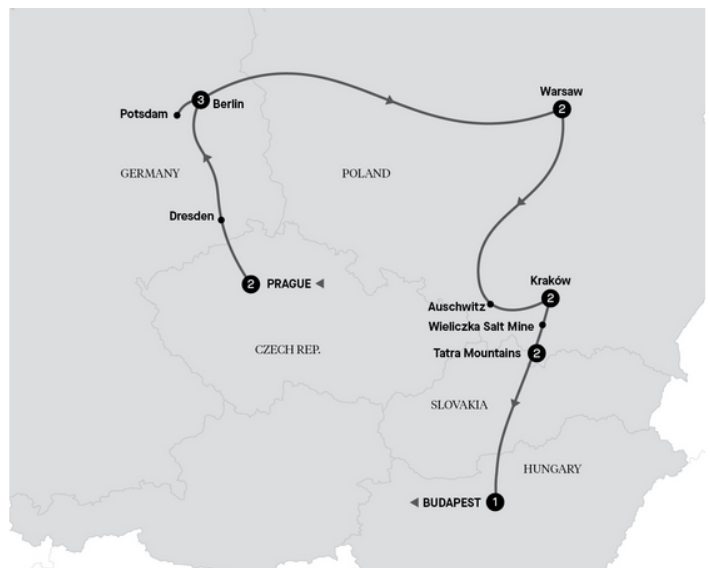 Warsaw
2
3 Berlin
Potsdam
GERMANY
POLAND
Dresden
2 PRAGUE ◀
Kraków
2
Auschwitz
Wieliczka Salt Mine
Tatra Mountains 2
CZECH REP.
SLOVAKIA
HUNGARY
◀ BUDAPEST 1